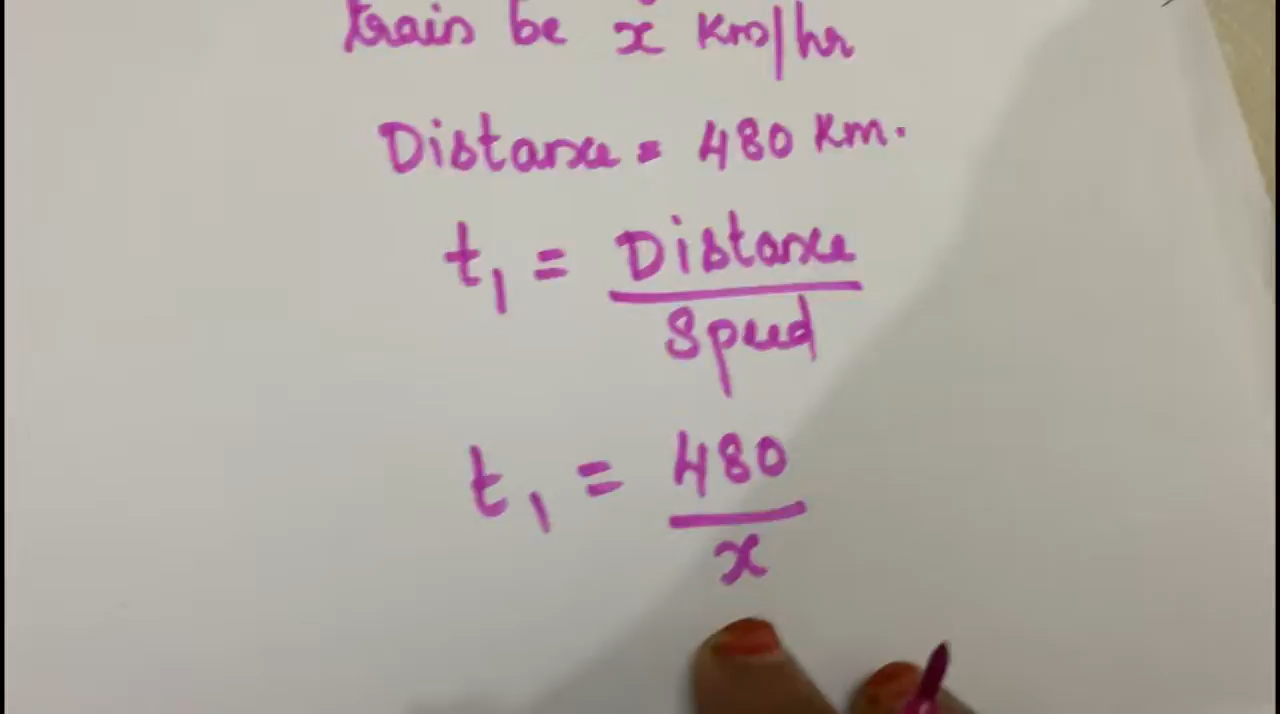 train be x Km/hr
Distance = 480 Km.
t₁ = Distance
Speed
t₁ = 480
x